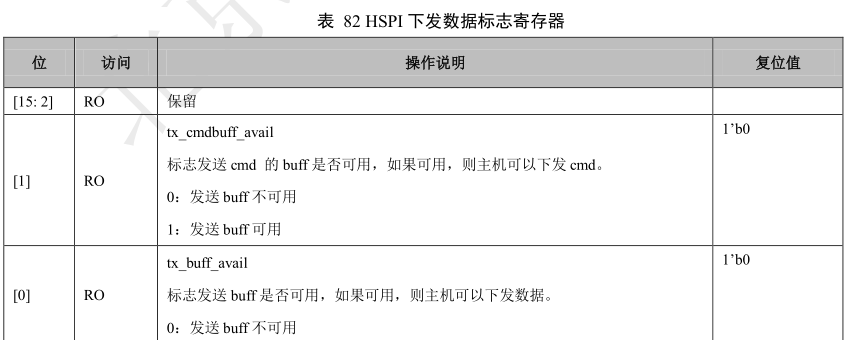 表 82 HSPI 下发数据标志寄存器
位 访问 操作说明 复位值
[15: 2] RO 保留
[1] RO tx_cmdbuff_avail 1’b0
标志发送 cmd 的 buff 是否可用，如果可用，则主机可以下发 cmd。
0：发送 buff 不可用
1：发送 buff 可用
[0] RO tx_buff_avail 1’b0
标志发送 buff 是否可用，如果可用，则主机可以下发数据。
0：发送 buff 不可用